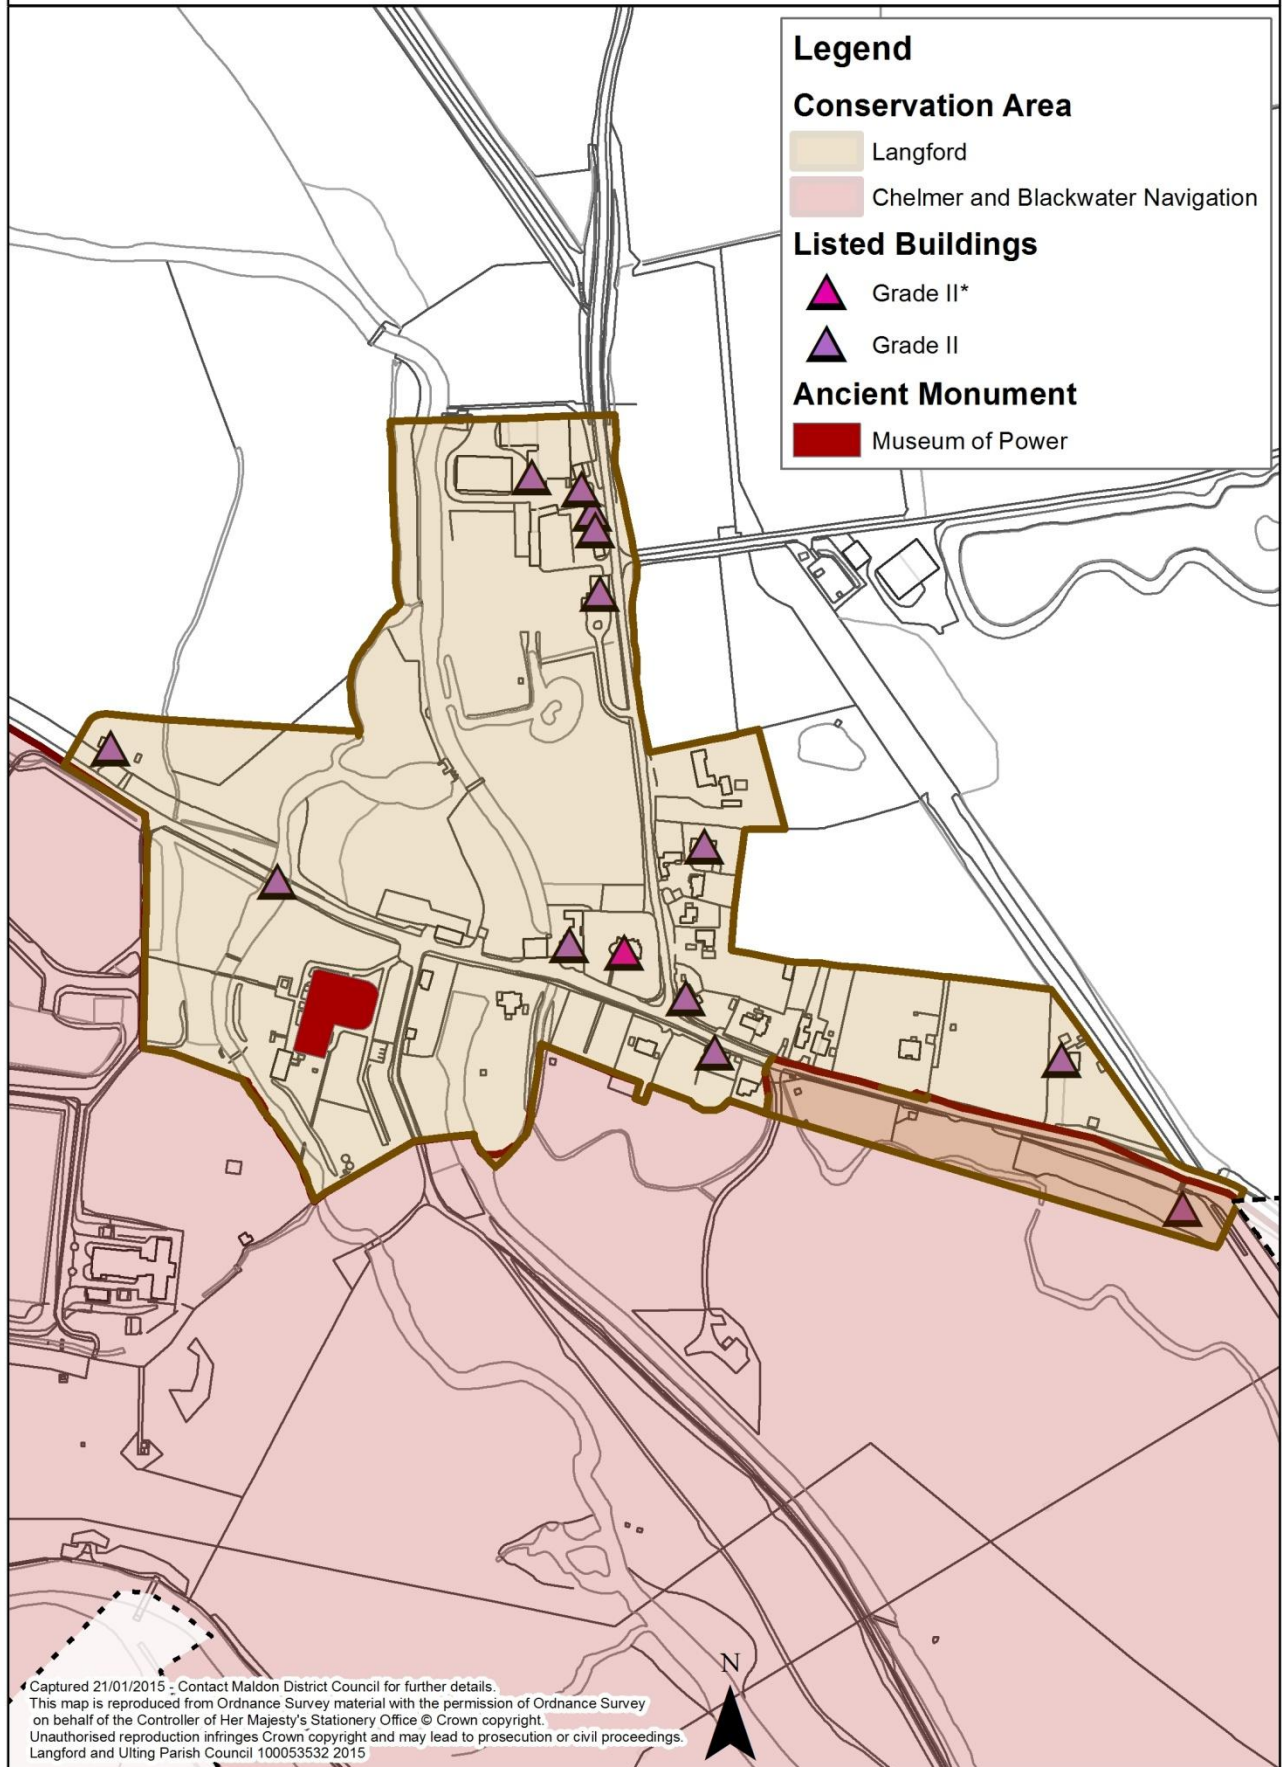 Legend
Conservation Area
Langford
Chelmer and Blackwater Navigation
Listed Buildings
Grade II*
Grade II
Ancient Monument
Museum of Power
N
Captured 21/01/2015 - Contact Maldon District Council for further details.
This map is reproduced from Ordnance Survey material with the permission of Ordnance Survey
on behalf of the Controller of Her Majesty's Stationery Office © Crown copyright.
Unauthorised reproduction infringes Crown copyright and may lead to prosecution or civil proceedings.
Langford and Ulting Parish Council 100053532 2015